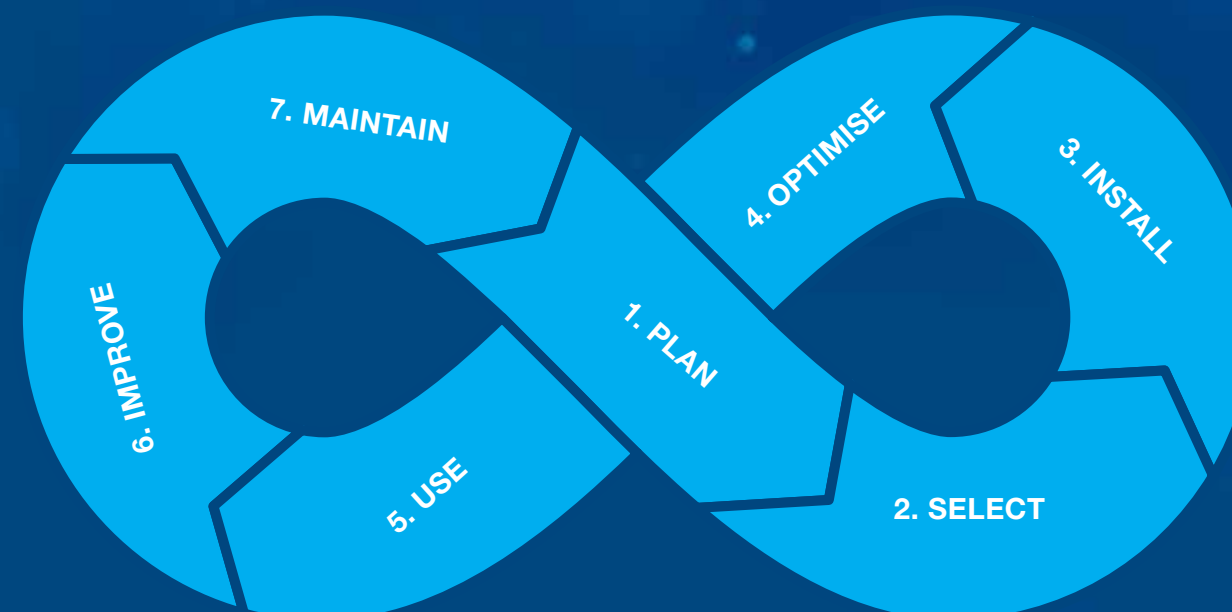 1. PLAN
2. SELECT
3. INSTALL
4. OPTIMISE
5. USE
6. IMPROVE
7. MAINTAIN